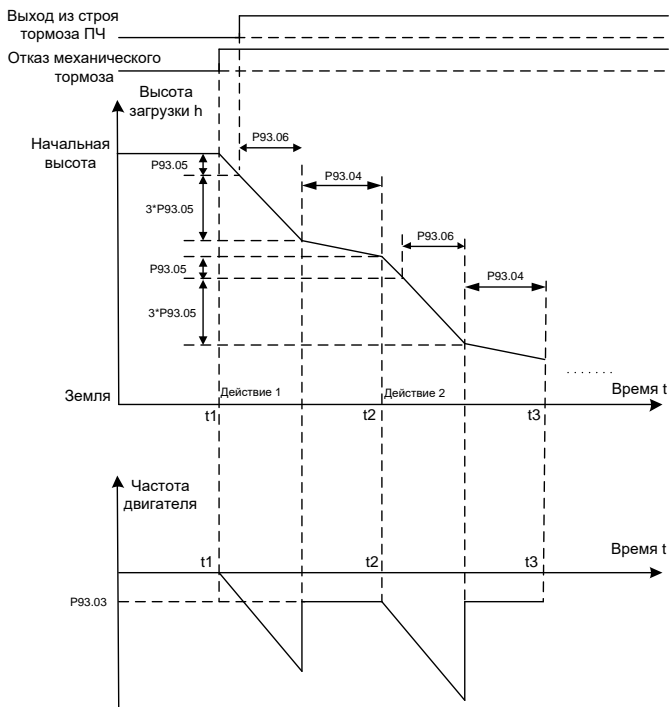 Выход из строя
тормоза ПЧ
Отказ механического
тормоза
Высота
загрузки h
Начальная
высота
P93.05
P93.06
P93.04
3*P93.05
P93.05
P93.06
P93.04
3*P93.05
Земля
Действие 1
Действие 2
. . . . . . .
Время t
t1
t2
t3
Частота
двигателя
Время t
t1
t2
t3
P93.03